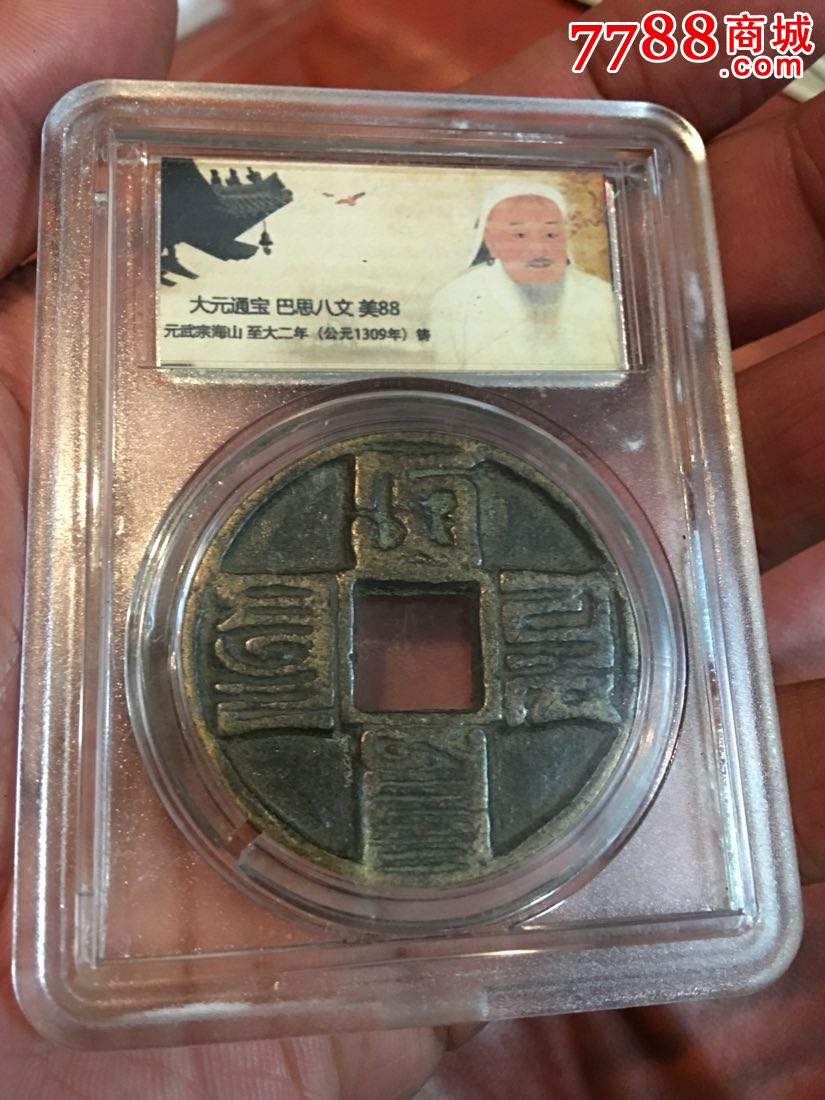 7788商城
.com
大元通宝 巴思八文 美88
元武宗海山 至大二年（公元1309年）铸